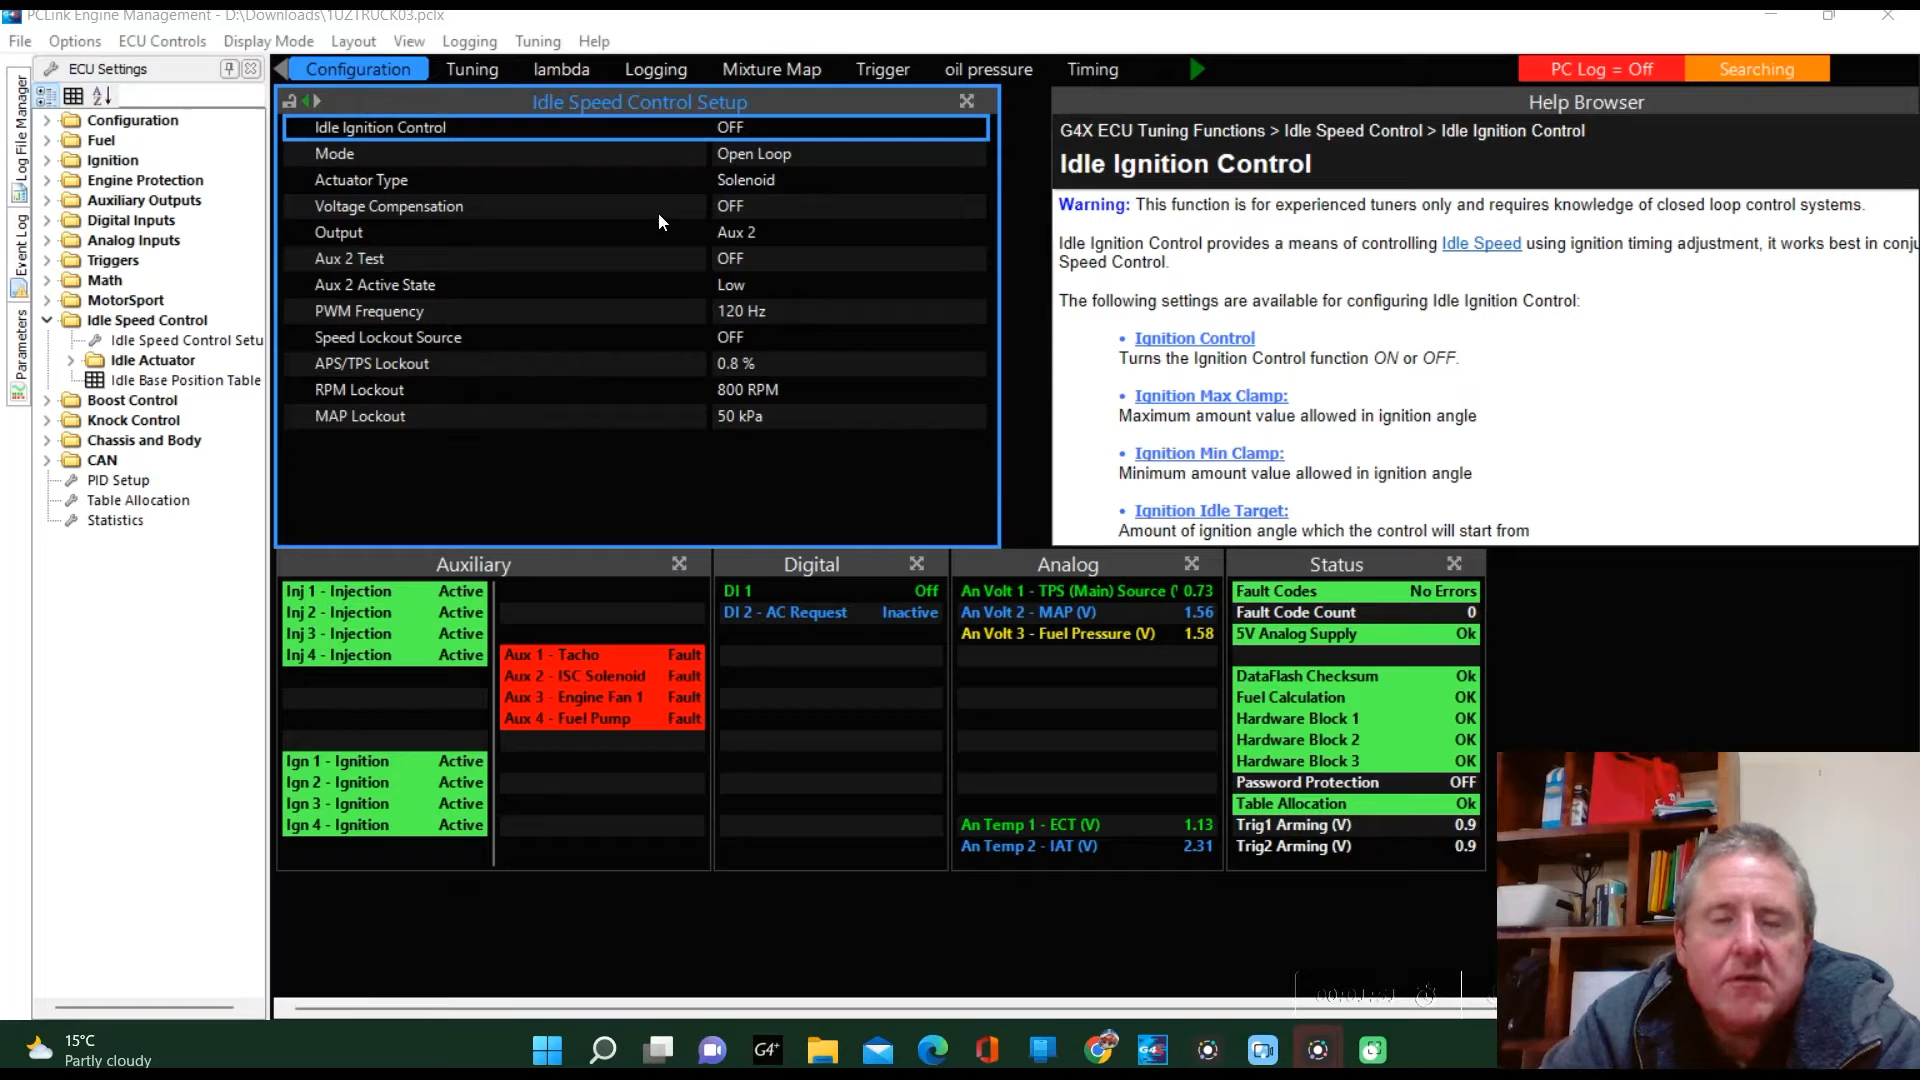 PCLink Engine Management - D:\Downloads\1UZTRUCK03.pclx
File Options ECU Controls Display Mode Layout View Logging Tuning Help
Log File Manager
Event Log
Parameters
ECU Settings
Configuration
Fuel
Ignition
Engine Protection
Auxiliary Outputs
Digital Inputs
Analog Inputs
Triggers
Math
MotorSport
Idle Speed Control
Idle Speed Control Setu
Idle Actuator
Idle Base Position Table
Boost Control
Knock Control
Chassis and Body
CAN
PID Setup
Table Allocation
Statistics
Configuration Tuning lambda Logging Mixture Map Trigger oil pressure Timing
PC Log = Off Searching
Idle Speed Control Setup
Idle Ignition Control OFF
Mode Open Loop
Actuator Type Solenoid
Voltage Compensation OFF
Output Aux 2
Aux 2 Test OFF
Aux 2 Active State Low
PWM Frequency 120 Hz
Speed Lockout Source OFF
APS/TPS Lockout 0.8 %
RPM Lockout 800 RPM
MAP Lockout 50 kPa
Help Browser
G4X ECU Tuning Functions > Idle Speed Control > Idle Ignition Control
Idle Ignition Control
Warning: This function is for experienced tuners only and requires knowledge of closed loop control systems.
Idle Ignition Control provides a means of controlling Idle Speed using ignition timing adjustment, it works best in conju
Speed Control.
The following settings are available for configuring Idle Ignition Control:
• Ignition Control
Turns the Ignition Control function ON or OFF.
• Ignition Max Clamp:
Maximum amount value allowed in ignition angle
• Ignition Min Clamp:
Minimum amount value allowed in ignition angle
• Ignition Idle Target:
Amount of ignition angle which the control will start from
Auxiliary
Inj 1 - Injection Active
Inj 2 - Injection Active
Inj 3 - Injection Active
Inj 4 - Injection Active
Ign 1 - Ignition Active
Ign 2 - Ignition Active
Ign 3 - Ignition Active
Ign 4 - Ignition Active
Aux 1 - Tacho Fault
Aux 2 - ISC Solenoid Fault
Aux 3 - Engine Fan 1 Fault
Aux 4 - Fuel Pump Fault
Digital
DI 1 Off
DI 2 - AC Request Inactive
Analog
An Volt 1 - TPS (Main) Source (' 0.73
An Volt 2 - MAP (V) 1.56
An Volt 3 - Fuel Pressure (V) 1.58
An Temp 1 - ECT (V) 1.13
An Temp 2 - IAT (V) 2.31
Status
Fault Codes No Errors
Fault Code Count 0
5V Analog Supply Ok
DataFlash Checksum Ok
Fuel Calculation OK
Hardware Block 1 OK
Hardware Block 2 OK
Hardware Block 3 OK
Password Protection OFF
Table Allocation Ok
Trig1 Arming (V) 0.9
Trig2 Arming (V) 0.9
15°C
Partly cloudy
G4+
G4X